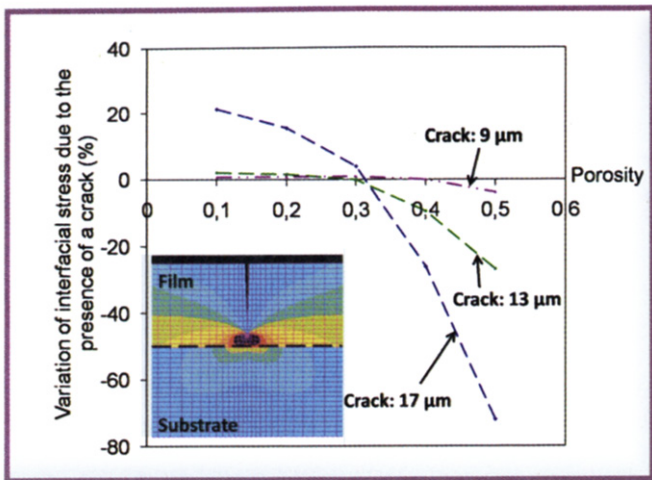 Variation of interfacial stress due to the
presence of a crack (%)
40
20
0
-20
-40
-60
-80
0
0,1
0,2
0,3
0,4
0,5
06
Porosity
Crack: 9 μm
Crack: 13 μm
Crack: 17 μm
Film
Substrate